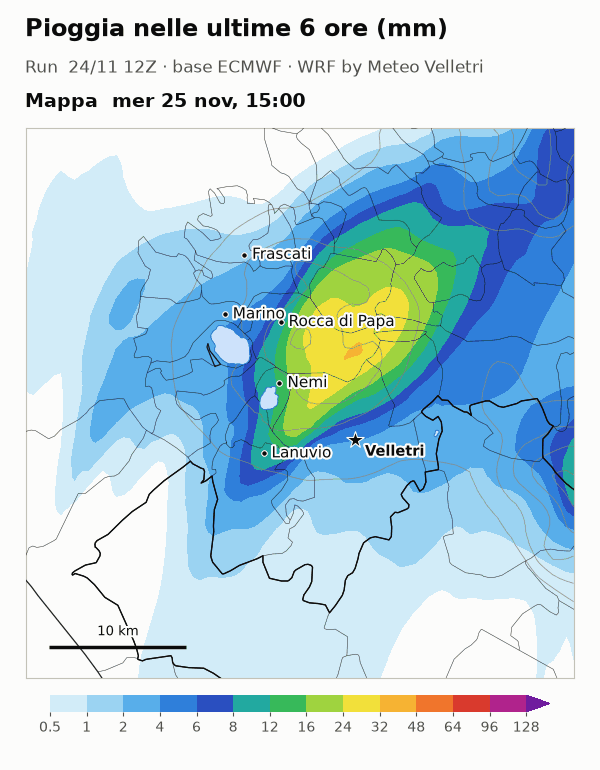 Pioggia nelle ultime 6 ore (mm)
Run  24/11 12Z · base ECMWF · WRF by Meteo Velletri
Mappa  mer 25 nov, 15:00
Frascati
Marino
Rocca di Papa
Nemi
Velletri
Lanuvio
10 km
0.5 1 2 4 6 8 12 16 24 32 48 64 96 128